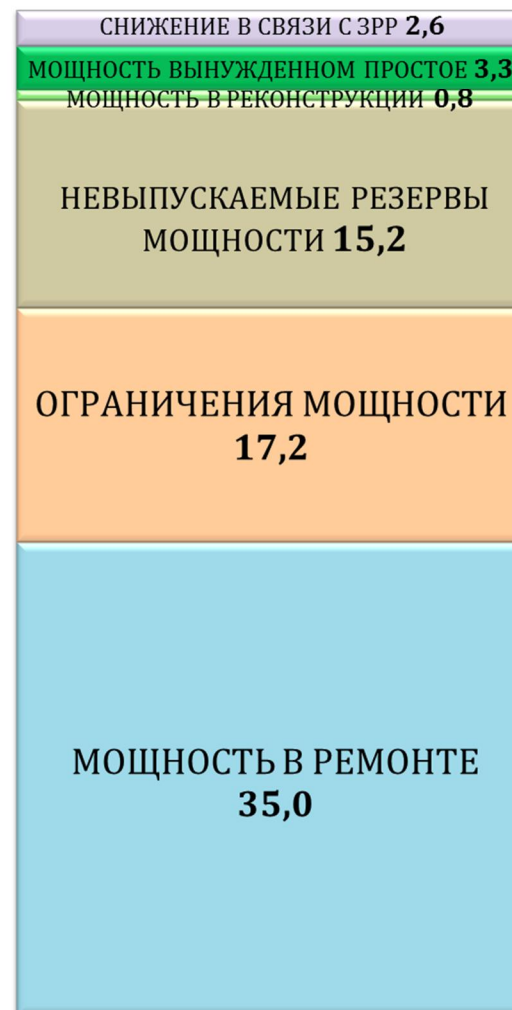 СНИЖЕНИЕ В СВЯЗИ С ЗРР 2,6
МОЩНОСТЬ ВЫНУЖДЕННОМ ПРОСТОЕ 3,3
МОЩНОСТЬ В РЕКОНСТРУКЦИИ 0,8
НЕВЫПУСКАЕМЫЕ РЕЗЕРВЫ
МОЩНОСТИ 15,2
ОГРАНИЧЕНИЯ МОЩНОСТИ
17,2
МОЩНОСТЬ В РЕМОНТЕ
35,0